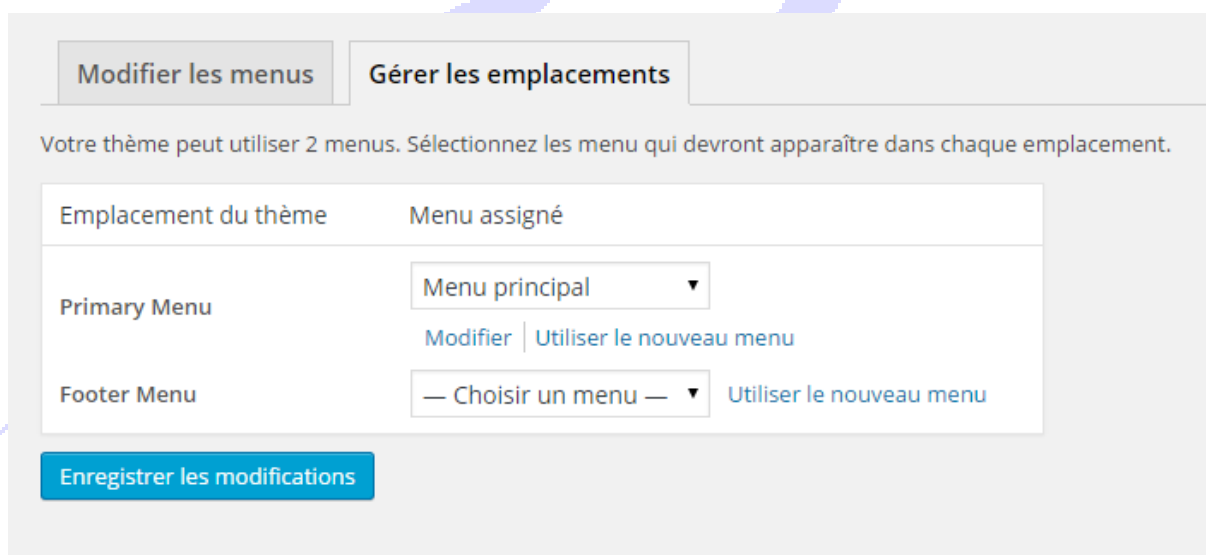 Modifier les menus Gérer les emplacements
Votre thème peut utiliser 2 menus. Sélectionnez les menu qui devront apparaître dans chaque emplacement.
Emplacement du thème Menu assigné
Primary Menu Menu principal
Modifier Utiliser le nouveau menu
Footer Menu — Choisir un menu — Utiliser le nouveau menu
Enregistrer les modifications